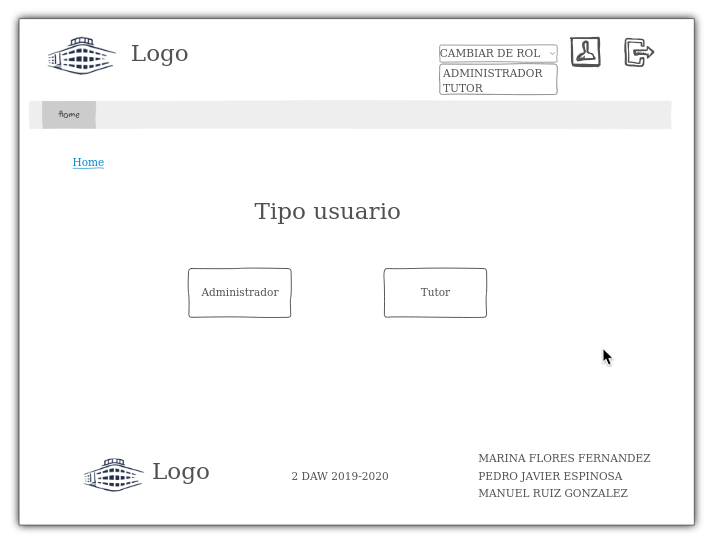 Logo
CAMBIAR DE ROL
ADMINISTRADOR
TUTOR
Home
Home
Tipo usuario
Administrador
Tutor
Logo
2 DAW 2019-2020
MARINA FLORES FERNANDEZ
PEDRO JAVIER ESPINOSA
MANUEL RUIZ GONZALEZ